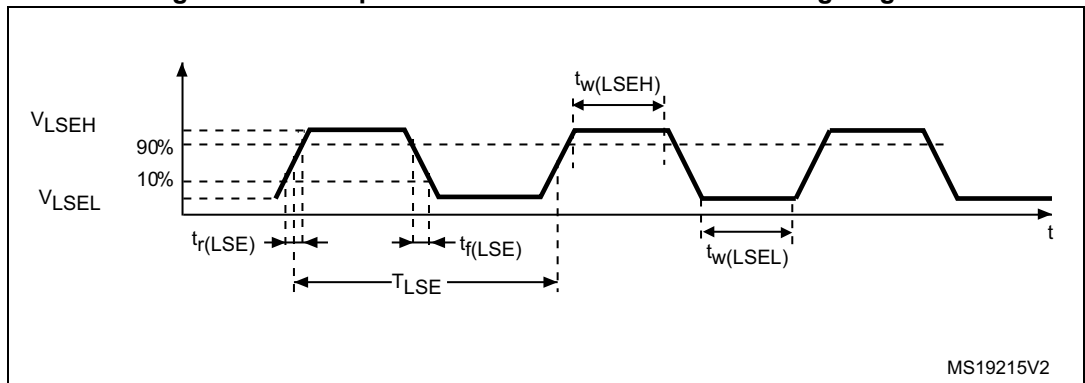 tw(LSEH)
VLSEH
90%
10%
VLSEL
tr(LSE)
tf(LSE)
tw(LSEL)
t
TLSE
MS19215V2